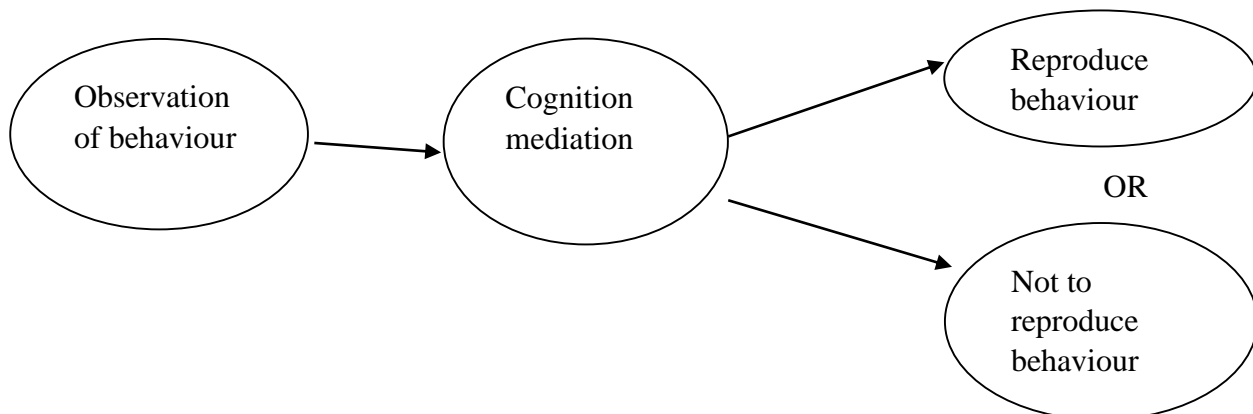 Observation
of behaviour
Cognition
mediation
Reproduce
behaviour
OR
Not to
reproduce
behaviour